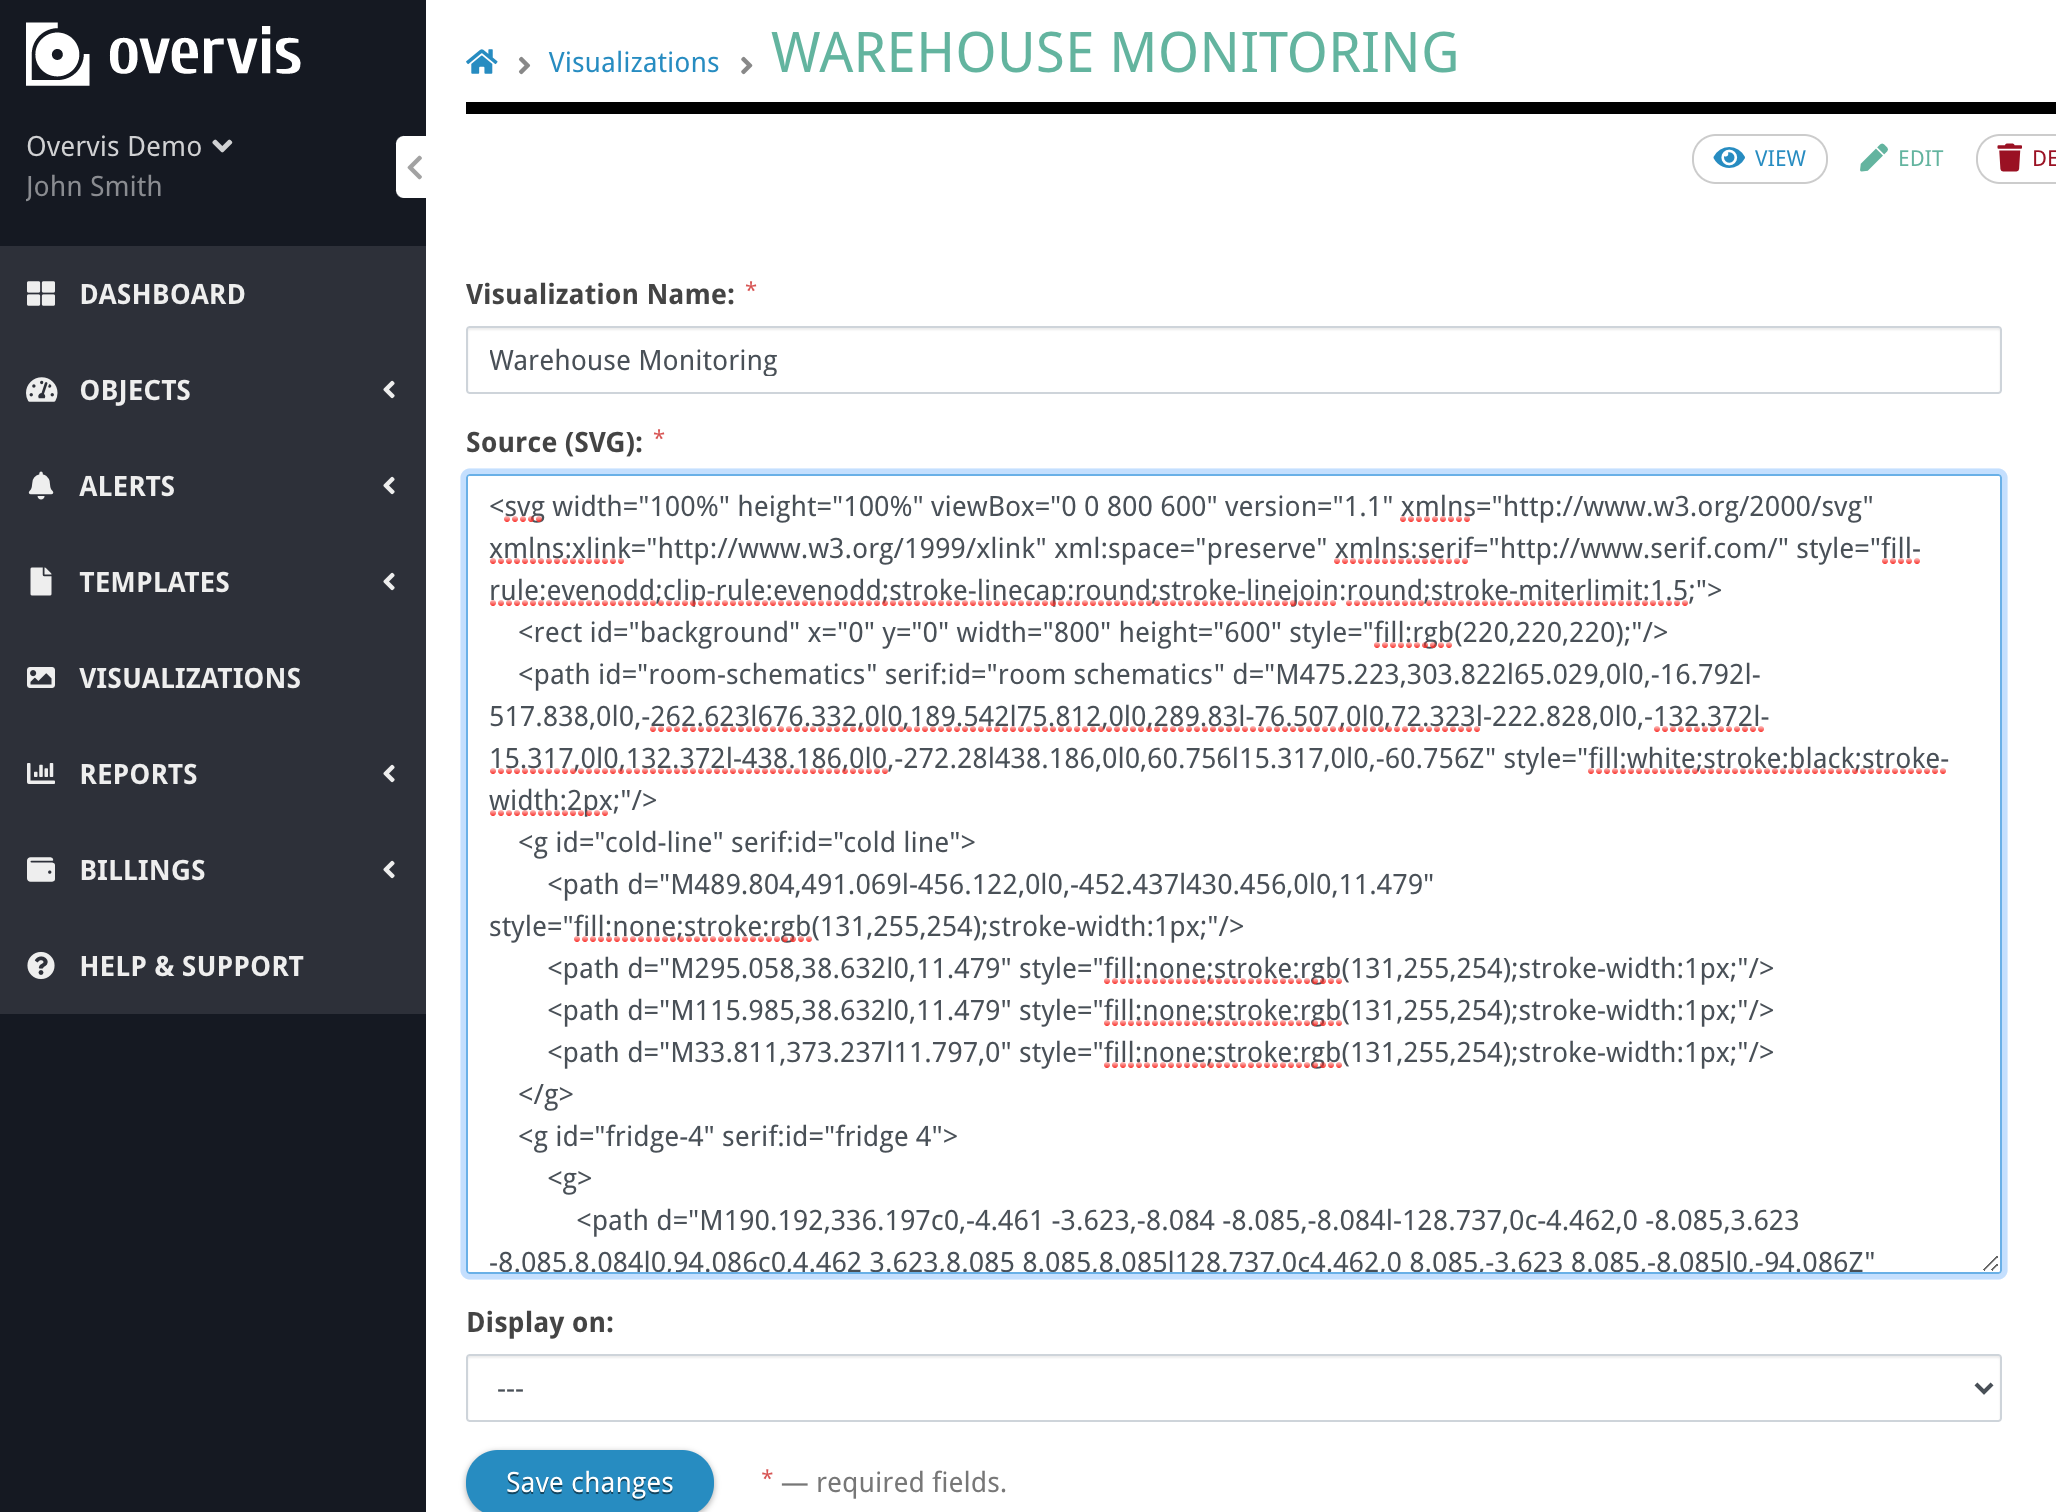 overvis
Overvis Demo
John Smith
DASHBOARD
OBJECTS
ALERTS
TEMPLATES
VISUALIZATIONS
REPORTS
BILLINGS
HELP & SUPPORT
Visualizations
WAREHOUSE MONITORING
VIEW
EDIT
DE
Visualization Name: *
Warehouse Monitoring
Source (SVG): *
<svg width="100%" height="100%" viewBox="0 0 800 600" version="1.1" xmlns="http://www.w3.org/2000/svg"
xmlns:xlink="http://www.w3.org/1999/xlink" xml:space="preserve" xmlns:serif="http://www.serif.com/" style="fill-
rule:evenodd;clip-rule:evenodd;stroke-linecap:round;stroke-linejoin:round;stroke-miterlimit:1.5;">
<rect id="background" x="0" y="0" width="800" height="600" style="fill:rgb(220,220,220);"/>
<path id="room-schematics" serif:id="room schematics" d="M475.223,303.822l65.029,0l0,-16.792l-
517.838,0l0,-262.623l676.332,0l0,189.542l75.812,0l0,289.83l-76.507,0l0,72.323l-222.828,0l0,-132.372l-
15.317,0l0,132.372l-438.186,0l0,-272.28l438.186,0l0,60.756l15.317,0l0,-60.756Z" style="fill:white;stroke:black;stroke-
width:2px;"/>
<g id="cold-line" serif:id="cold line">
<path d="M489.804,491.069l-456.122,0l0,-452.437l430.456,0l0,11.479"
style="fill:none;stroke:rgb(131,255,254);stroke-width:1px;"/>
<path d="M295.058,38.632l0,11.479" style="fill:none;stroke:rgb(131,255,254);stroke-width:1px;"/>
<path d="M115.985,38.632l0,11.479" style="fill:none;stroke:rgb(131,255,254);stroke-width:1px;"/>
<path d="M33.811,373.237l11.797,0" style="fill:none;stroke:rgb(131,255,254);stroke-width:1px;"/>
</g>
<g id="fridge-4" serif:id="fridge 4">
<g>
<path d="M190.192,336.197c0,-4.461 -3.623,-8.084 -8.085,-8.084l-128.737,0c-4.462,0 -8.085,3.623
-8.085,8.084l0,94.086c0,4.462 3.623,8.085 8.085,8.085l128.737,0c4.462,0 8.085,-3.623 8.085,-8.085l0,-94.086Z"
Display on:
---
Save changes
* — required fields.